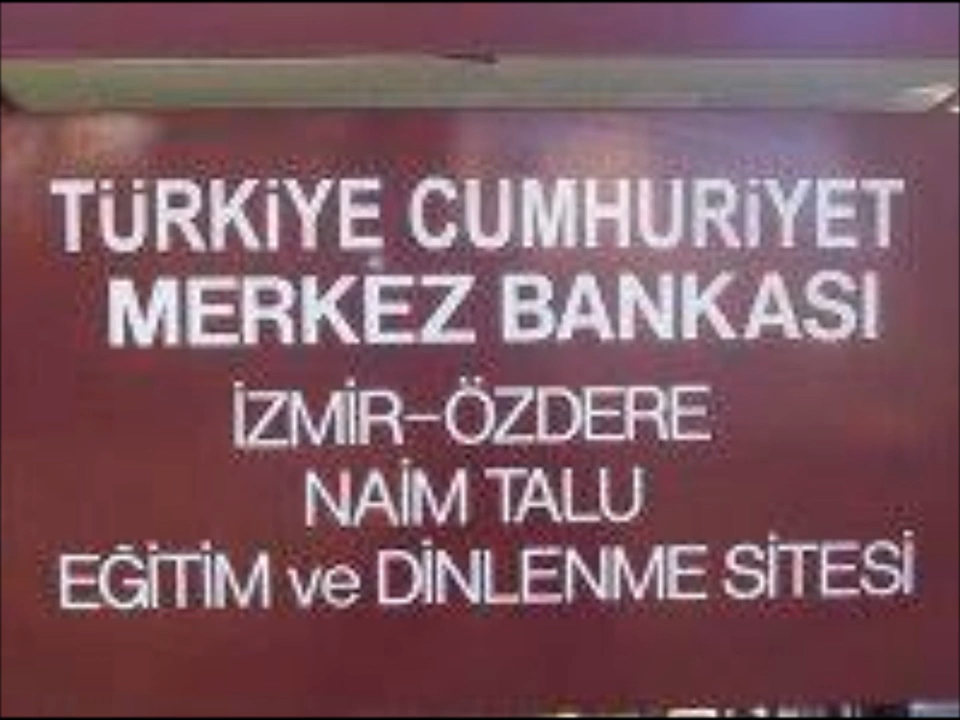 TÜRKİYE CUMHURİYET
MERKEZ BANKASI
İZMİR-ÖZDERE
NAİM TALU
EĞİTİM ve DİNLENME SİTESİ